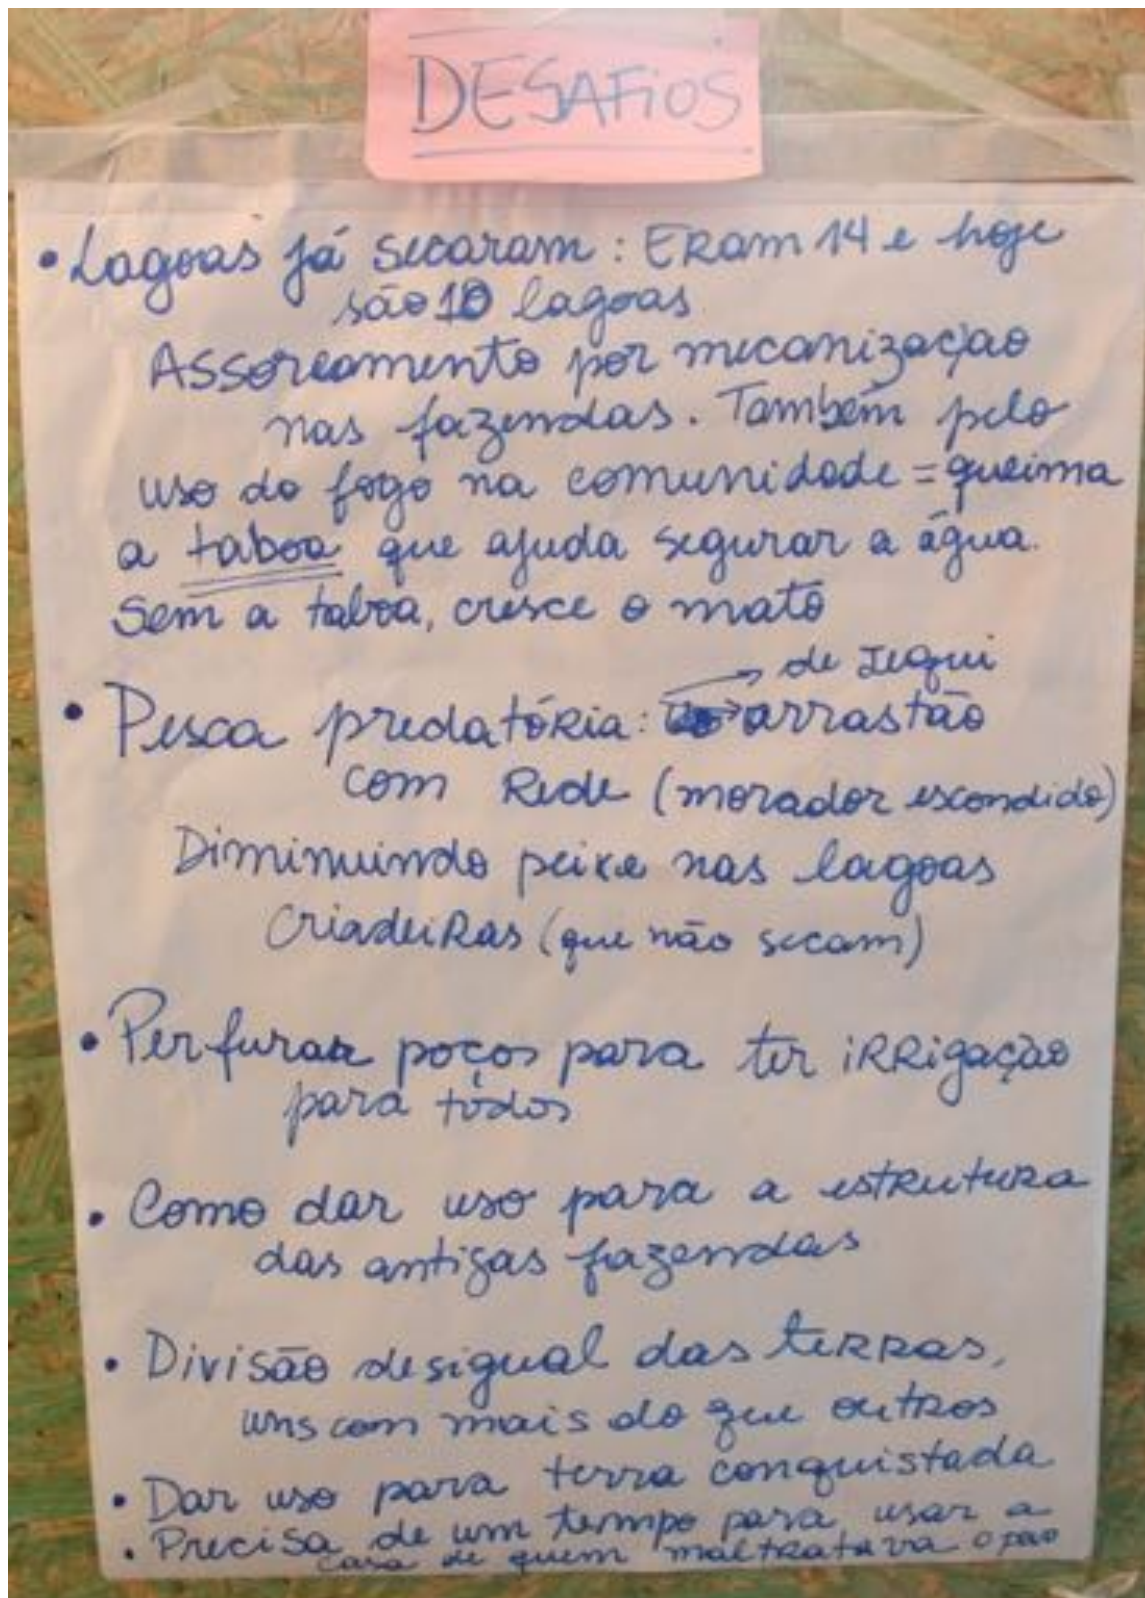 DESAFIOS
• Lagoas já secaram: ERam 14 e hoje
são 10 lagoas
Assoreamento por mecanização
nas fazendas. Também pelo
uso do fogo na comunidade = queima
a taboa que ajuda segurar a água.
Sem a taboa, cresce o mato
→ de Jequi
• Pesca predatóRia: → arrastão
com Rede (morador escondido)
Diminuindo peixe nas lagoas
CriadeiRas (que não secam)
• Perfurar poços para ter iRRigação
para todos
• Como dar uso para a estRutuRa
das antigas fazendas
• Divisão desigual das teRRas,
uns com mais do que outRos
• Dar uso para terra conquistada
• Precisa de um tempo para usar a
casa de quem maltRatava o